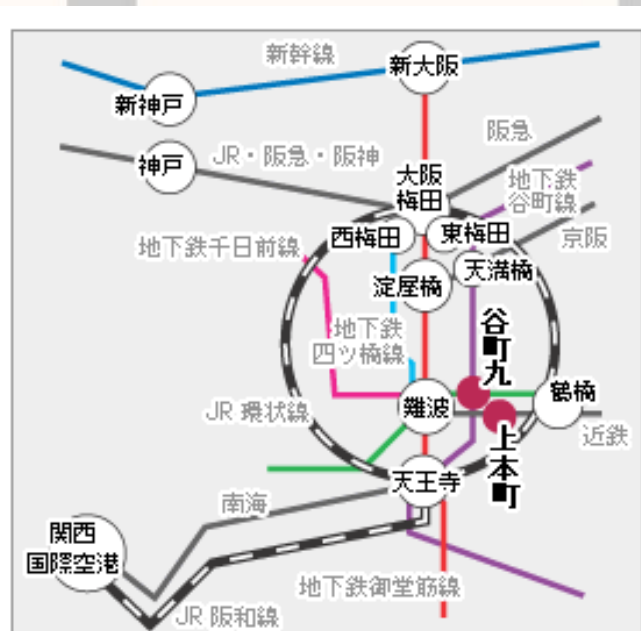 新幹線
新大阪
新神戸
阪急
JR・阪急・阪神
神戸
大阪
梅田
地下鉄
谷町線
西梅田
東梅田
京阪
地下鉄千日前線
天満橋
淀屋橋
谷町九
地下鉄
四ツ橋線
鶴橋
難波
JR 環状線
近鉄
上本町
天王寺
南海
関西
国際空港
地下鉄御堂筋線
JR 阪和線